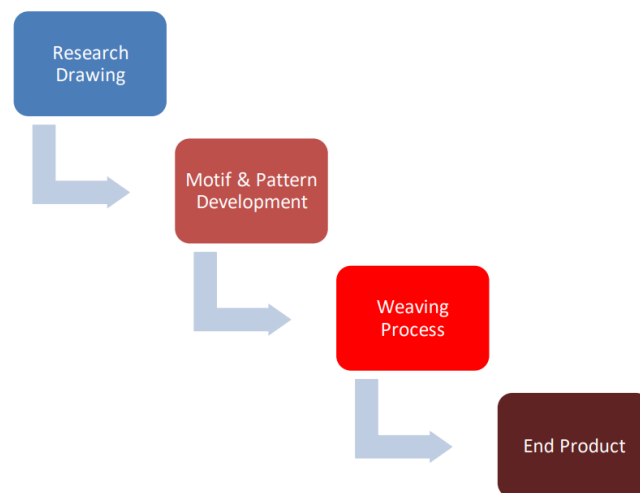 Research
Drawing
Motif & Pattern
Development
Weaving
Process
End Product